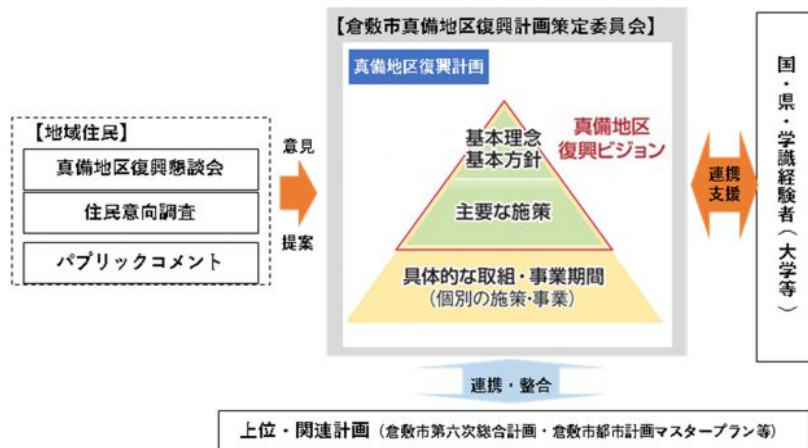 【倉敷市真備地区復興計画策定委員会】
真備地区復興計画
基本理念
基本方針
真備地区
復興ビジョン
主要な施策
具体的な取組・事業期間
(個別の施策・事業)
【地域住民】
真備地区復興懇談会
住民意向調査
パブリックコメント
意見
提案
連携
支援
国・県・学識経験者(大学等)
連携・整合
上位・関連計画(倉敷市第六次総合計画・倉敷市都市計画マスタープラン等)